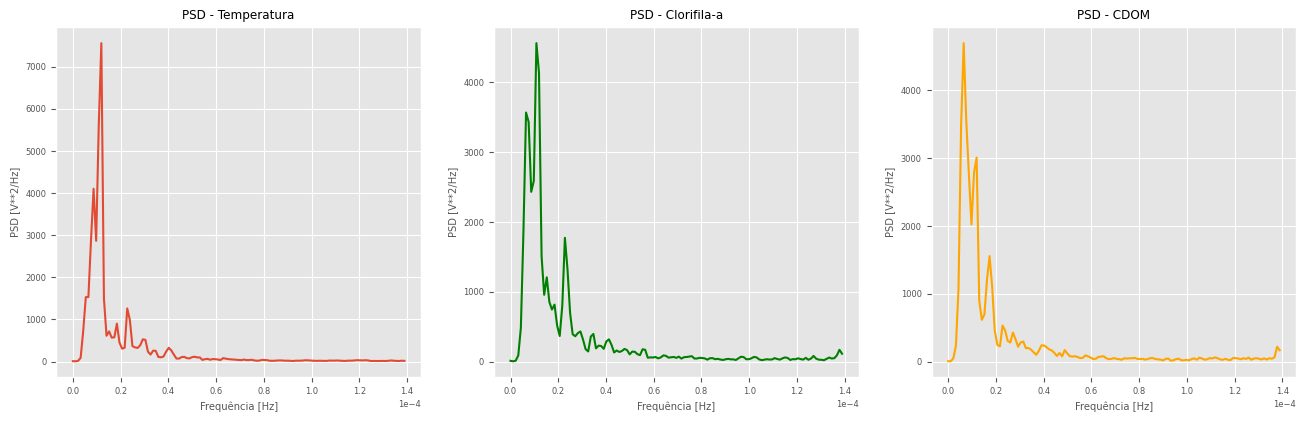 PSD - Temperatura
PSD [V**2/Hz]
7000
6000
5000
4000
3000
2000
1000
0
0.0 0.2 0.4 0.6 0.8 1.0 1.2 1.4
1e−4
Frequência [Hz]
PSD - Clorifila-a
PSD [V**2/Hz]
4000
3000
2000
1000
0
0.0 0.2 0.4 0.6 0.8 1.0 1.2 1.4
1e−4
Frequência [Hz]
PSD - CDOM
PSD [V**2/Hz]
4000
3000
2000
1000
0
0.0 0.2 0.4 0.6 0.8 1.0 1.2 1.4
1e−4
Frequência [Hz]